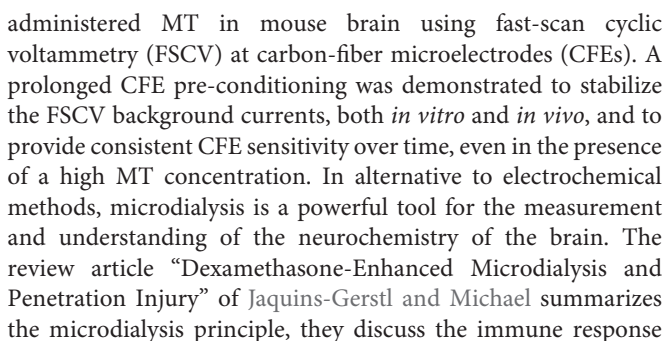 administered MT in mouse brain using fast-scan cyclic
voltammetry (FSCV) at carbon-fiber microelectrodes (CFEs). A
prolonged CFE pre-conditioning was demonstrated to stabilize
the FSCV background currents, both in vitro and in vivo, and to
provide consistent CFE sensitivity over time, even in the presence
of a high MT concentration. In alternative to electrochemical
methods, microdialysis is a powerful tool for the measurement
and understanding of the neurochemistry of the brain. The
review article “Dexamethasone-Enhanced Microdialysis and
Penetration Injury” of Jaquins-Gerstl and Michael summarizes
the microdialysis principle, they discuss the immune response